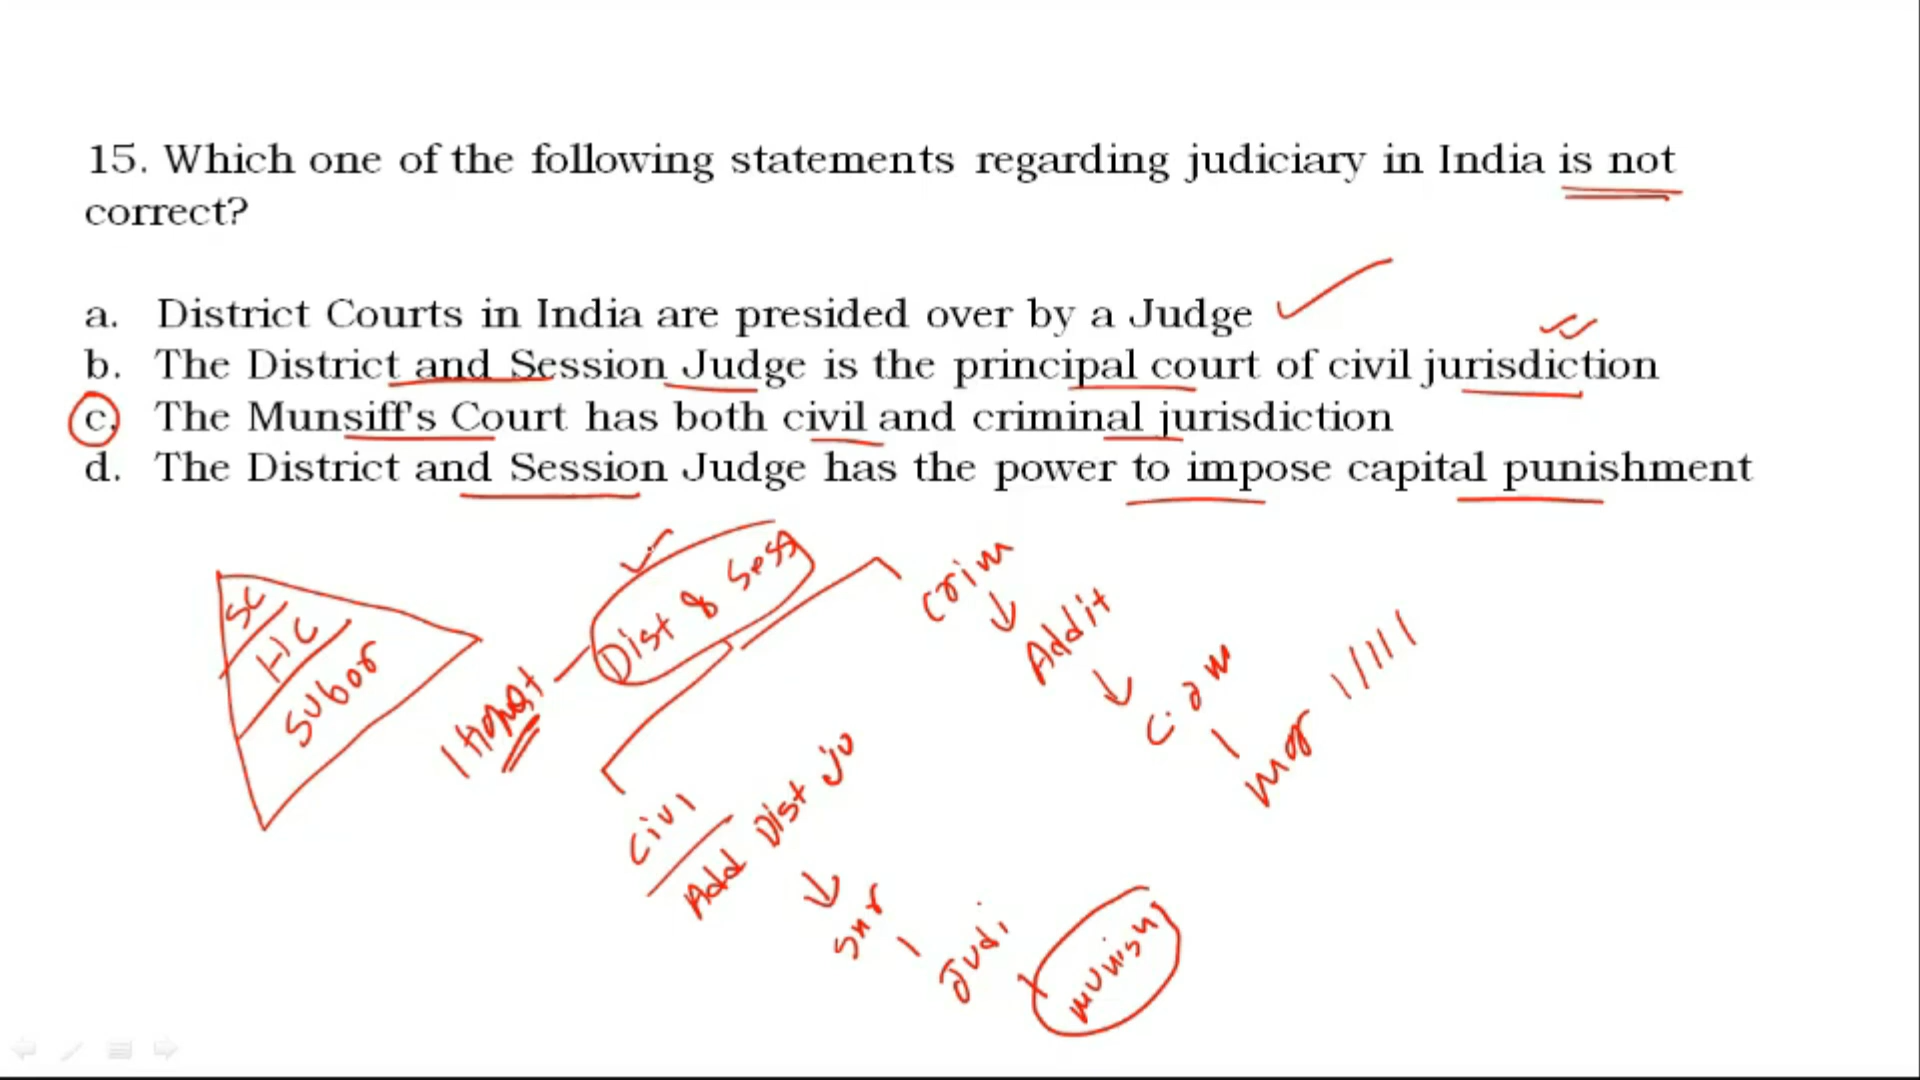 15. Which one of the following statements regarding judiciary in India is not
correct?
a. District Courts in India are presided over by a Judge
b. The District and Session Judge is the principal court of civil jurisdiction
c. The Munsiff's Court has both civil and criminal jurisdiction
d. The District and Session Judge has the power to impose capital punishment
SC
HC
Subor
Dist & Sess
Crim
Addit
Civi
Add Dist ju
Judi